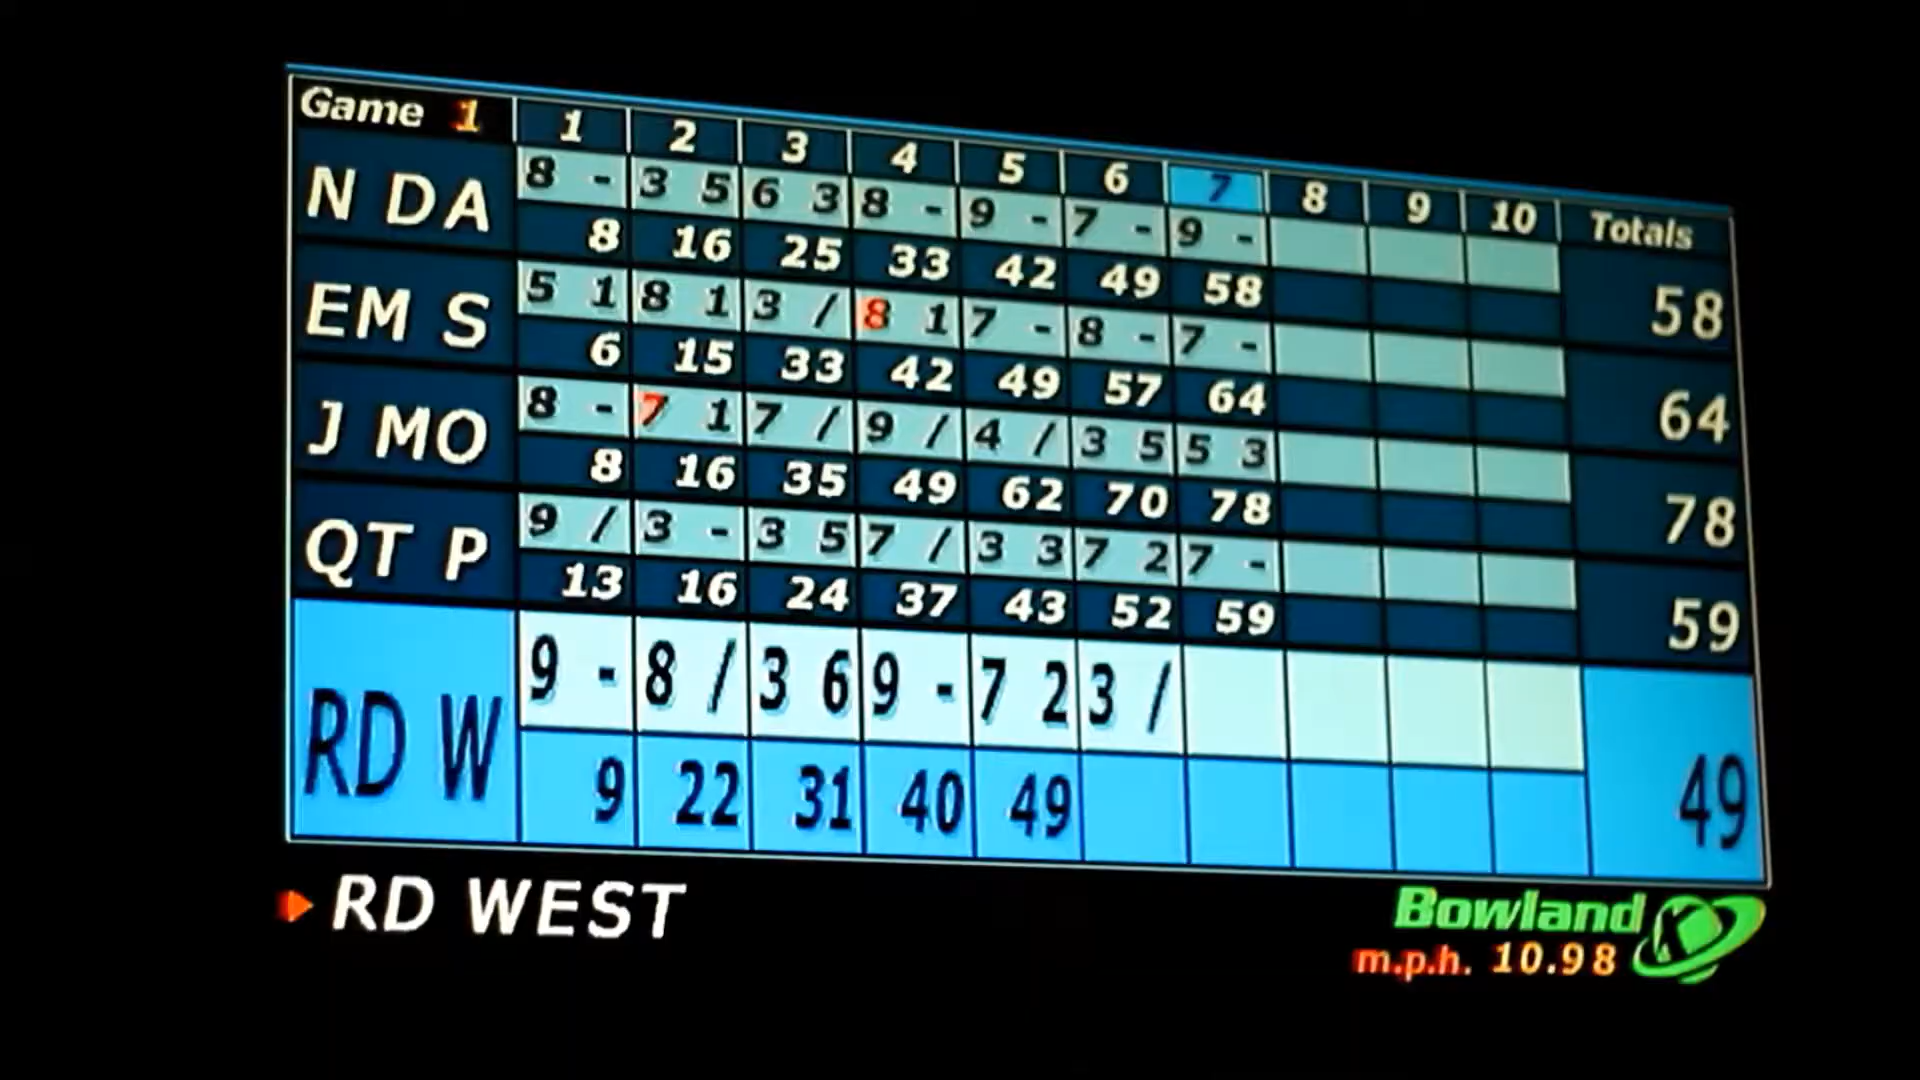 Game 1 1 2 3 4 5 6 7 8 9 10 Totals
N DA 8 - 3 5 6 3 8 - 9 - 7 - 9 -
8 16 25 33 42 49 58 58
EM S 5 1 8 1 3 / 8 1 7 - 8 - 7 -
6 15 33 42 49 57 64 64
J MO 8 - 7 1 7 / 9 / 4 / 3 5 5 3
8 16 35 49 62 70 78 78
QT P 9 / 3 - 3 5 7 / 3 3 7 2 7 -
13 16 24 37 43 52 59 59
RD W 9 - 8 / 3 6 9 - 7 2 3 /
9 22 31 40 49 49
RD WEST
Bowland
m.p.h. 10.98